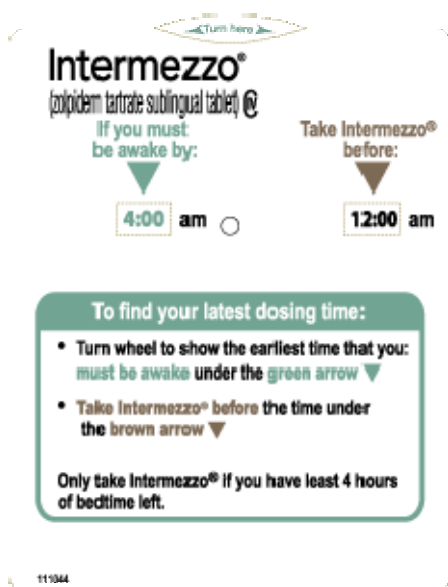 Turn here
Intermezzo®
(zolpidem tartrate sublingual tablet) CIV
If you must
be awake by:
Take Intermezzo®
before:
4:00 am
12:00 am
To find your latest dosing time:
• Turn wheel to show the earliest time that you:
must be awake under the green arrow
• Take Intermezzo® before the time under
the brown arrow
Only take Intermezzo® if you have least 4 hours
of bedtime left.
111044